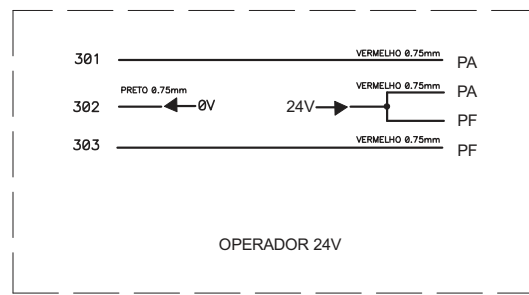 301 VERMELHO 0.75mm PA
PRETO 0.75mm VERMELHO 0.75mm PA
302 0V 24V
PF
303 VERMELHO 0.75mm PF
OPERADOR 24V